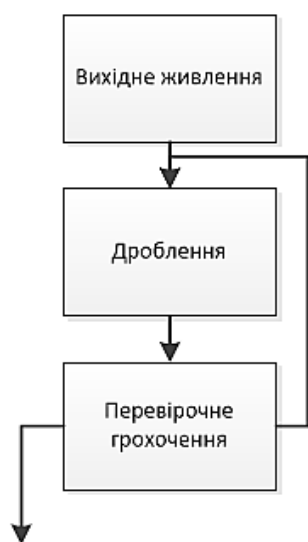 Вихідне живлення
Дроблення
Перевірочне
грохочення